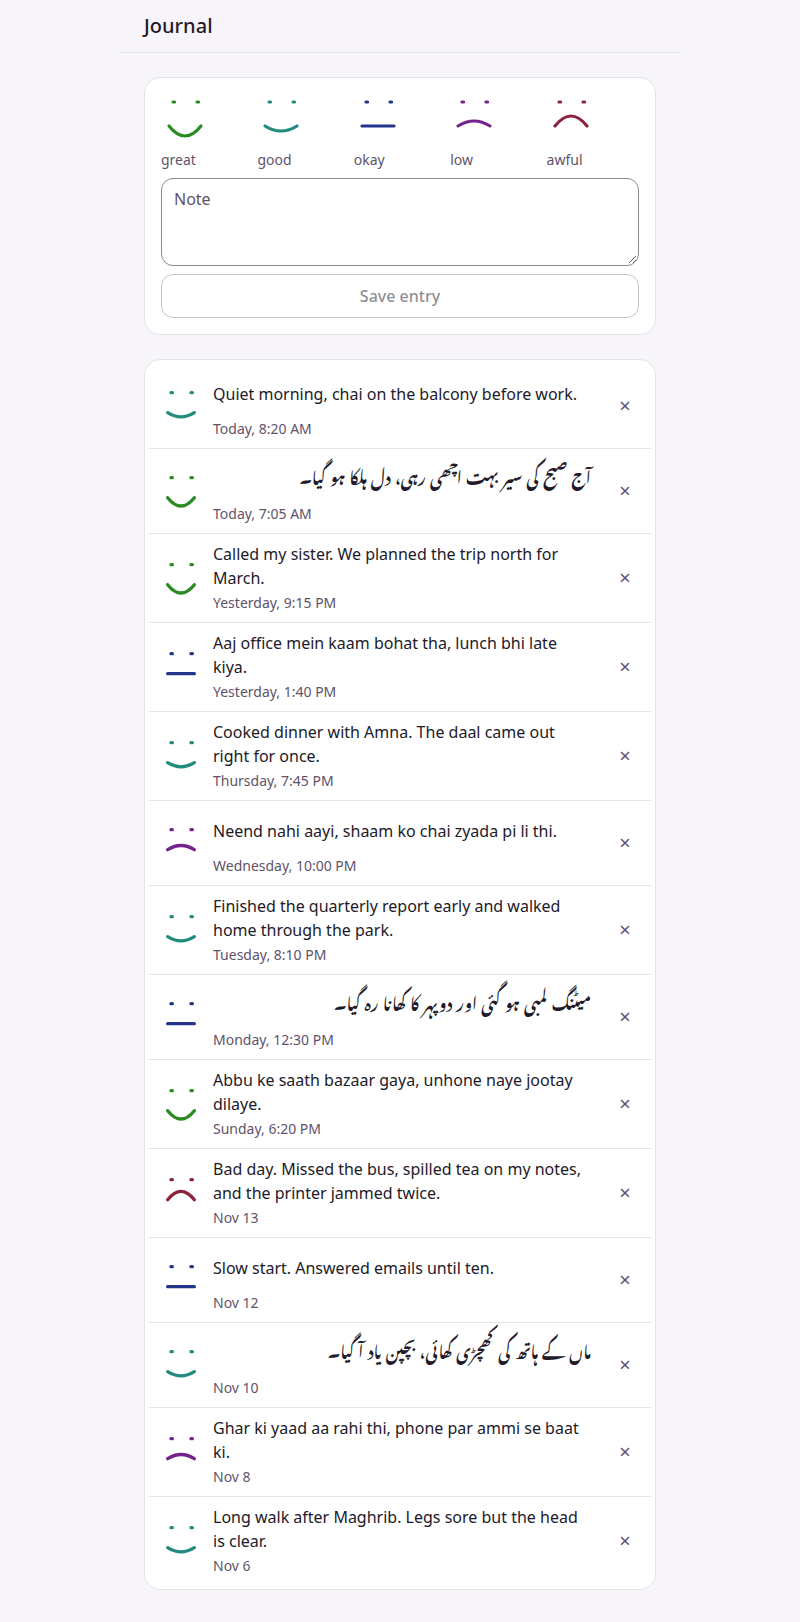 Journal
great
good
okay
low
awful
Note
Save entry
Quiet morning, chai on the balcony before work.
Today, 8:20 AM
آج صبح کی سیر بہت اچھی رہی، دل ہلکا ہو گیا۔
Today, 7:05 AM
Called my sister. We planned the trip north for
March.
Yesterday, 9:15 PM
Aaj office mein kaam bohat tha, lunch bhi late
kiya.
Yesterday, 1:40 PM
Cooked dinner with Amna. The daal came out
right for once.
Thursday, 7:45 PM
Neend nahi aayi, shaam ko chai zyada pi li thi.
Wednesday, 10:00 PM
Finished the quarterly report early and walked
home through the park.
Tuesday, 8:10 PM
میٹنگ لمبی ہو گئی اور دوپہر کا کھانا رہ گیا۔
Monday, 12:30 PM
Abbu ke saath bazaar gaya, unhone naye jootay
dilaye.
Sunday, 6:20 PM
Bad day. Missed the bus, spilled tea on my notes,
and the printer jammed twice.
Nov 13
Slow start. Answered emails until ten.
Nov 12
ماں کے ہاتھ کی کھچڑی کھائی، بچپن یاد آ گیا۔
Nov 10
Ghar ki yaad aa rahi thi, phone par ammi se baat
ki.
Nov 8
Long walk after Maghrib. Legs sore but the head
is clear.
Nov 6